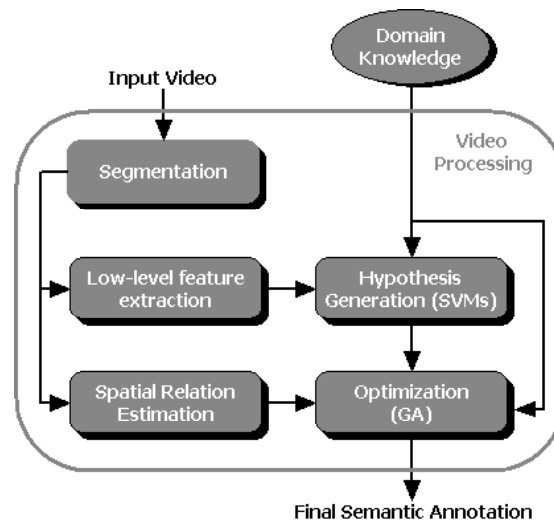 Domain
Knowledge
Input Video
Video
Processing
Segmentation
Low-level feature
extraction
Hypothesis
Generation (SVMs)
Spatial Relation
Estimation
Optimization
(GA)
Final Semantic Annotation